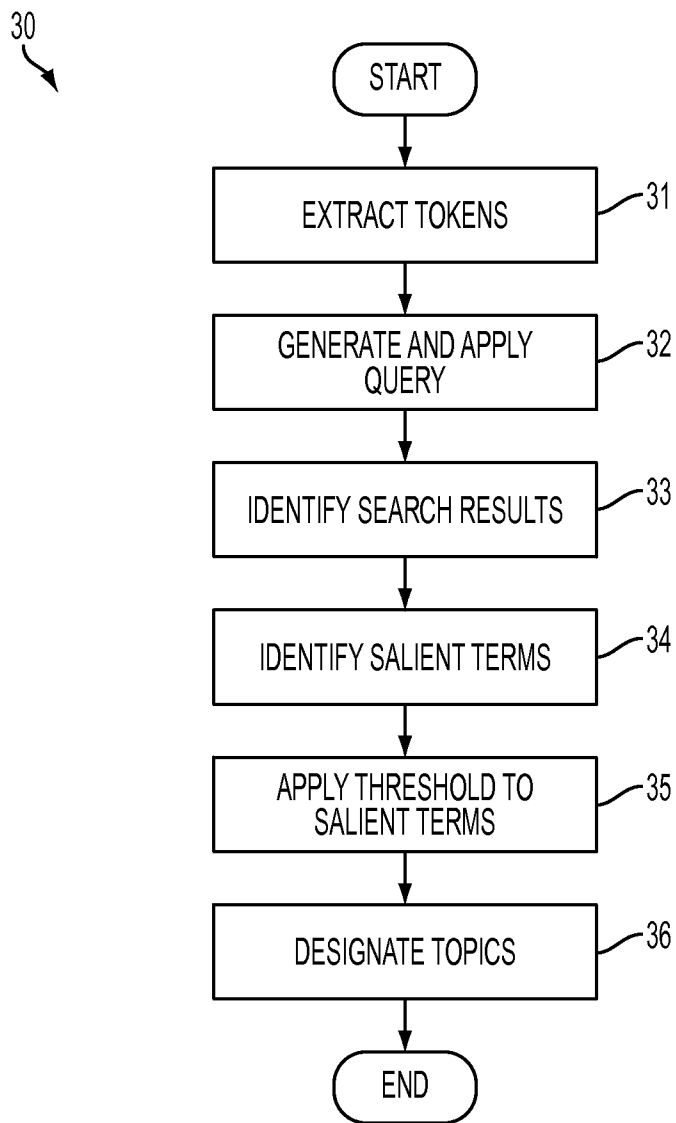 30
START
EXTRACT TOKENS
31
GENERATE AND APPLY
QUERY
32
IDENTIFY SEARCH RESULTS
33
IDENTIFY SALIENT TERMS
34
APPLY THRESHOLD TO
SALIENT TERMS
35
DESIGNATE TOPICS
36
END